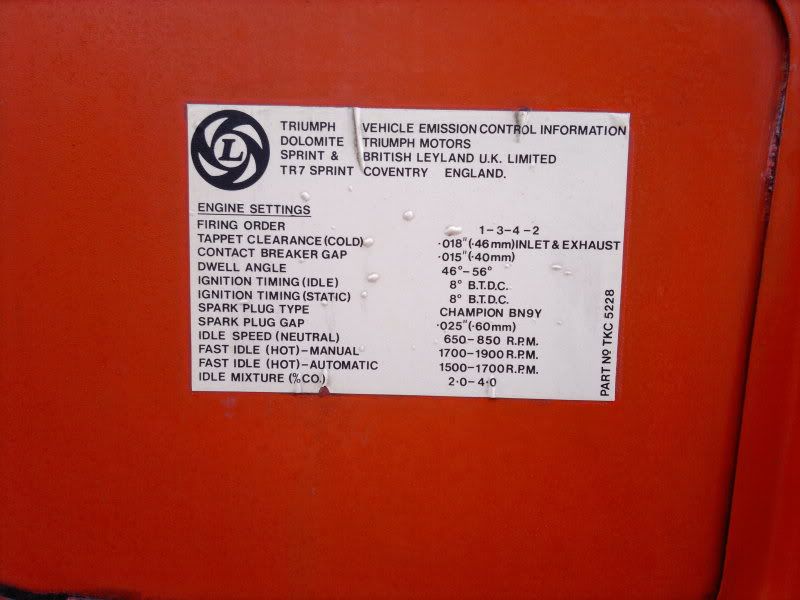 L
TRIUMPH VEHICLE EMISSION CONTROL INFORMATION
DOLOMITE TRIUMPH MOTORS
SPRINT & BRITISH LEYLAND U.K. LIMITED
TR7 SPRINT COVENTRY ENGLAND.
ENGINE SETTINGS
FIRING ORDER 1-3-4-2
TAPPET CLEARANCE (COLD) ·018" (·46mm) INLET & EXHAUST
CONTACT BREAKER GAP ·015" (·40mm)
DWELL ANGLE 46°-56°
IGNITION TIMING (IDLE) 8° B.T.D.C.
IGNITION TIMING (STATIC) 8° B.T.D.C.
SPARK PLUG TYPE CHAMPION BN9Y
SPARK PLUG GAP ·025" (·60mm)
IDLE SPEED (NEUTRAL) 650-850 R.P.M.
FAST IDLE (HOT)-MANUAL 1700-1900 R.P.M.
FAST IDLE (HOT)-AUTOMATIC 1500-1700 R.P.M.
IDLE MIXTURE (%CO.) 2·0-4·0
PART Nº TKC 5228